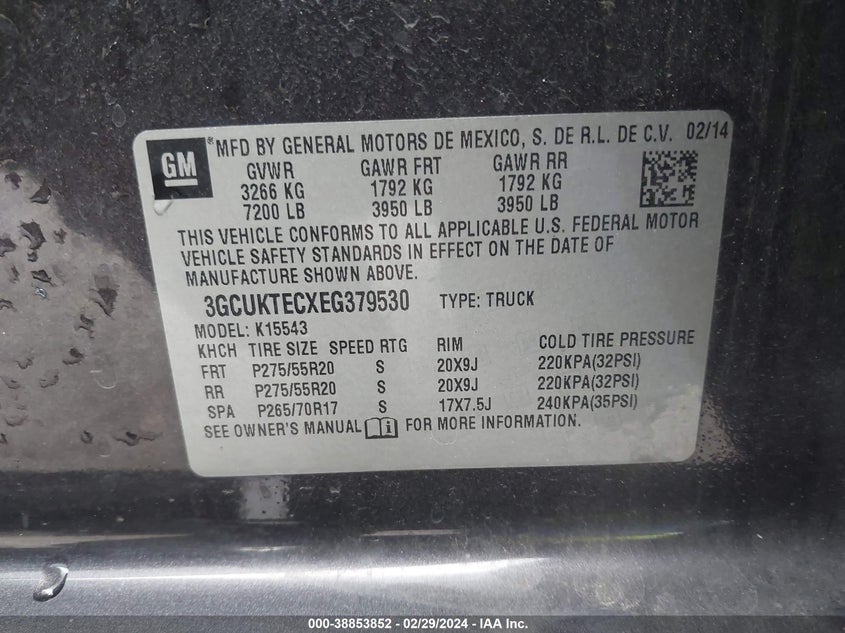 GM
*MFD BY GENERAL MOTORS DE MEXICO, S. DE R.L. DE C.V. 02/14
GVWR GAWR FRT GAWR RR
3266 KG 1792 KG 1792 KG
7200 LB 3950 LB 3950 LB
THIS VEHICLE CONFORMS TO ALL APPLICABLE U.S. FEDERAL MOTOR
VEHICLE SAFETY STANDARDS IN EFFECT ON THE DATE OF
MANUFACTURE SHOWN ABOVE.
3GCUKTECXEG379530 TYPE: TRUCK
MODEL: K15543
KHCH TIRE SIZE SPEED RTG RIM COLD TIRE PRESSURE
FRT P275/55R20 S 20X9J 220KPA(32PSI)
RR P275/55R20 S 20X9J 220KPA(32PSI)
SPA P265/70R17 S 17X7.5J 240KPA(35PSI)
SEE OWNER'S MANUAL FOR MORE INFORMATION.
000-38853852 - 02/29/2024 - IAA Inc.